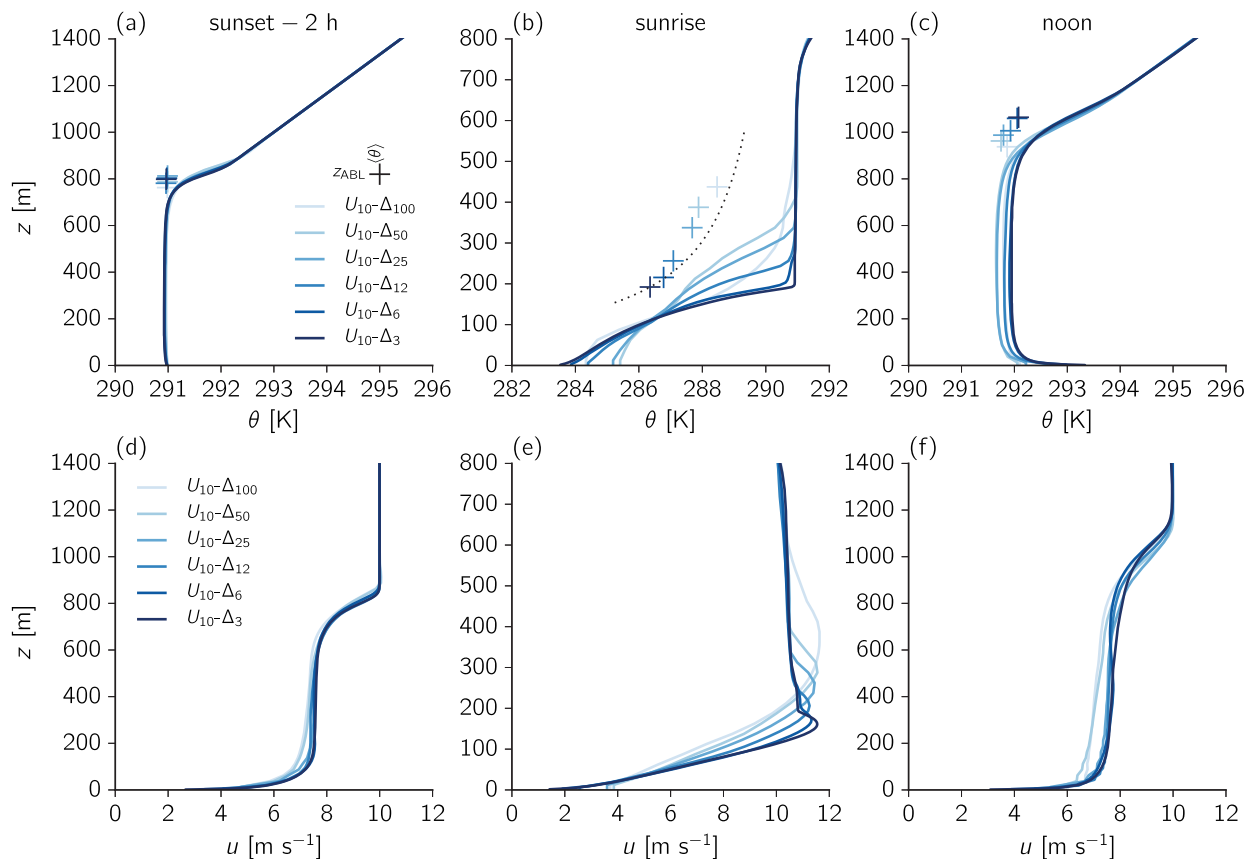 (a) sunset − 2 h
(b) sunrise
(c) noon
1400
1200
1000
800
600
400
200
0
z [m]
290 291 292 293 294 295 296
θ [K]
z_ABL ⟨θ⟩
U₁₀-Δ₁₀₀
U₁₀-Δ₅₀
U₁₀-Δ₂₅
U₁₀-Δ₁₂
U₁₀-Δ₆
U₁₀-Δ₃
800
700
600
500
400
300
200
100
0
282 284 286 288 290 292
θ [K]
1400
1200
1000
800
600
400
200
0
290 291 292 293 294 295 296
θ [K]
(d)
(e)
(f)
1400
1200
1000
800
600
400
200
0
z [m]
0 2 4 6 8 10 12
u [m s⁻¹]
U₁₀-Δ₁₀₀
U₁₀-Δ₅₀
U₁₀-Δ₂₅
U₁₀-Δ₁₂
U₁₀-Δ₆
U₁₀-Δ₃
800
700
600
500
400
300
200
100
0
0 2 4 6 8 10 12
u [m s⁻¹]
1400
1200
1000
800
600
400
200
0
0 2 4 6 8 10 12
u [m s⁻¹]